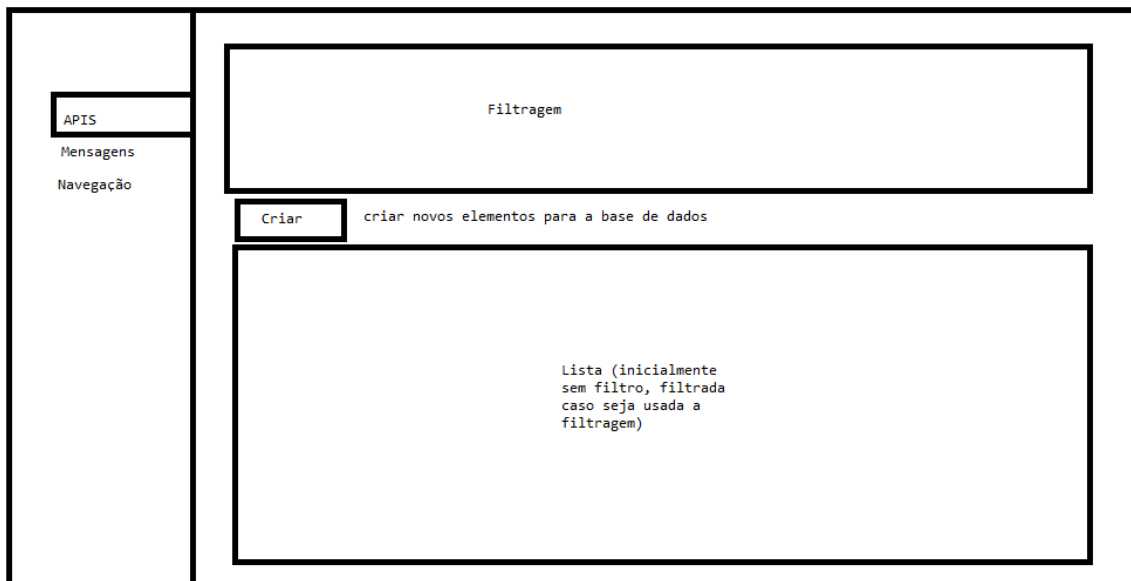 APIS
Mensagens
Navegação
Filtragem
Criar
criar novos elementos para a base de dados
Lista (inicialmente
sem filtro, filtrada
caso seja usada a
filtragem)